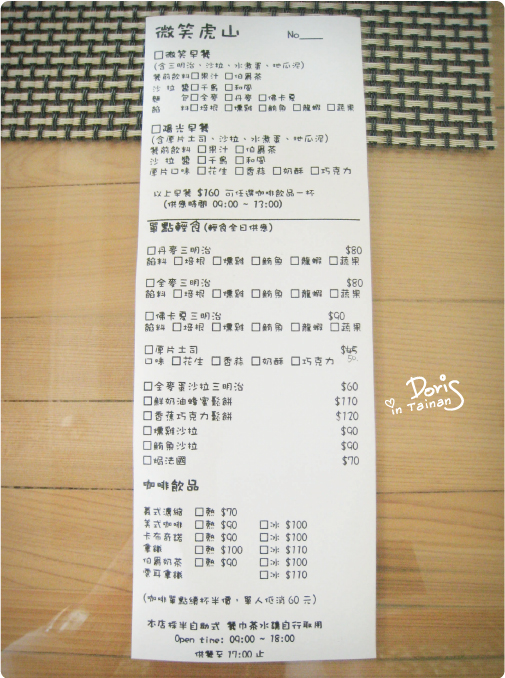 微笑虎山 No____
□微笑早餐
(含三明治、沙拉、水煮蛋、地瓜泥)
餐前飲料□果汁 □伯爵茶
沙 拉 醬□千島 □和風
麵 包□全麥 □丹麥 □佛卡夏
餡 料□培根 □燻雞 □鮪魚 □龍蝦 □蔬果
□陽光早餐
(含厚片土司、沙拉、水煮蛋、地瓜泥)
餐前飲料 □果汁 □伯爵茶
沙 拉 醬 □千島 □和風
厚片口味 □花生 □香蒜 □奶酥 □巧克力
以上早餐 $160 可任選咖啡飲品一杯
(供應時間 09:00 ~ 17:00)
單點輕食(輕食全日供應)
□丹麥三明治 $80
餡料 □培根 □燻雞 □鮪魚 □龍蝦 □蔬果
□全麥三明治 $80
餡料 □培根 □燻雞 □鮪魚 □龍蝦 □蔬果
□佛卡夏三明治 $90
餡料 □培根 □燻雞 □鮪魚 □龍蝦 □蔬果
□厚片土司 $45
口味 □花生 □香蒜 □奶酥 □巧克力 50
□全麥蛋沙拉三明治 $60
□鮮奶油蜂蜜鬆餅 $110
□香蕉巧克力鬆餅 $120
□燻雞沙拉 $90
□鮪魚沙拉 $90
□焗法國 $70
咖啡飲品
義式濃縮 □熱 $70
美式咖啡 □熱 $90 □冰 $100
卡布奇諾 □熱 $90 □冰 $100
拿鐵 □熱 $100 □冰 $110
伯爵奶茶 □熱 $90 □冰 $100
榮耳拿鐵 □冰 $110
(咖啡單點續杯半價，單人低消 60 元)
本店採半自助式 餐巾茶水請自行取用
Open time: 09:00 ~ 18:00
供餐至 17:00 止
Doris
in Tainan